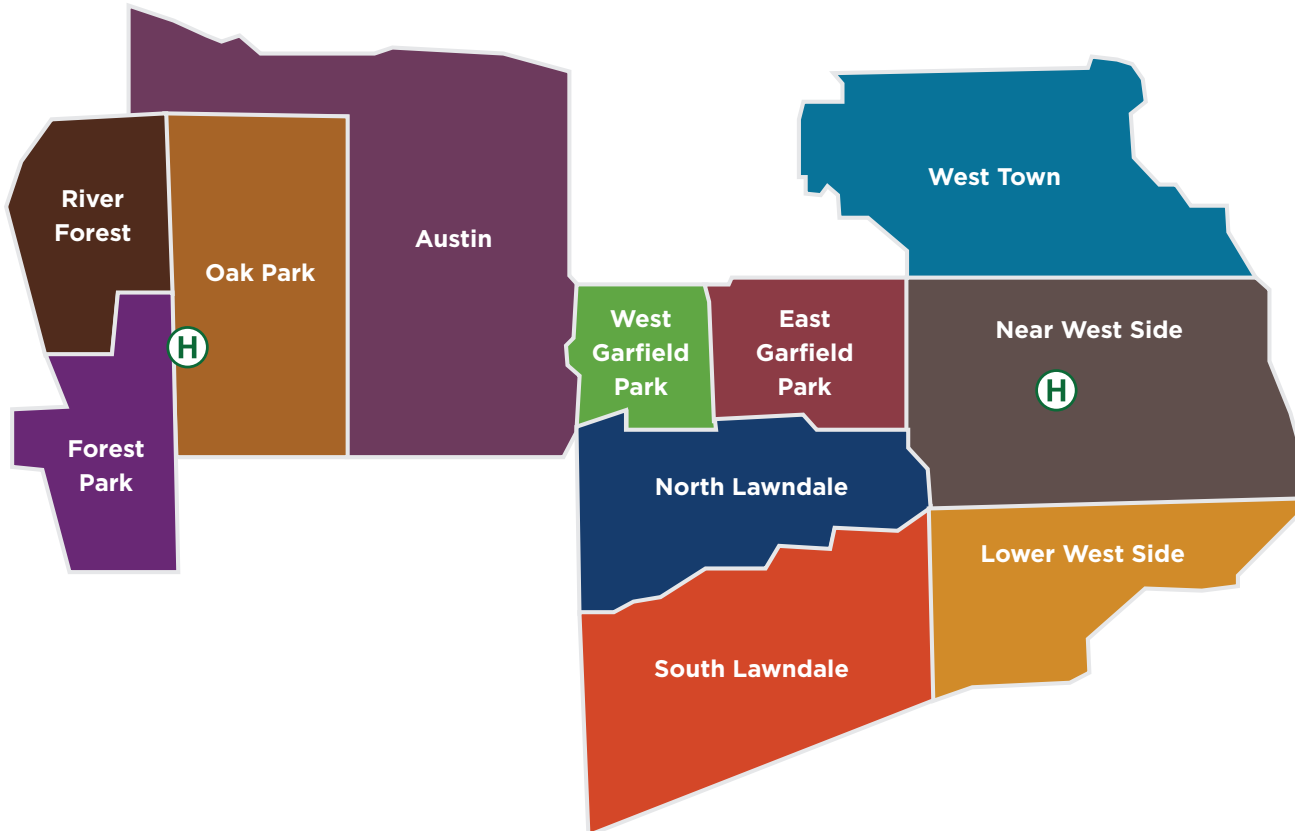 River
Forest
Oak Park
Austin
Forest
Park
H
West
Garfield
Park
East
Garfield
Park
West Town
Near West Side
H
North Lawndale
South Lawndale
Lower West Side